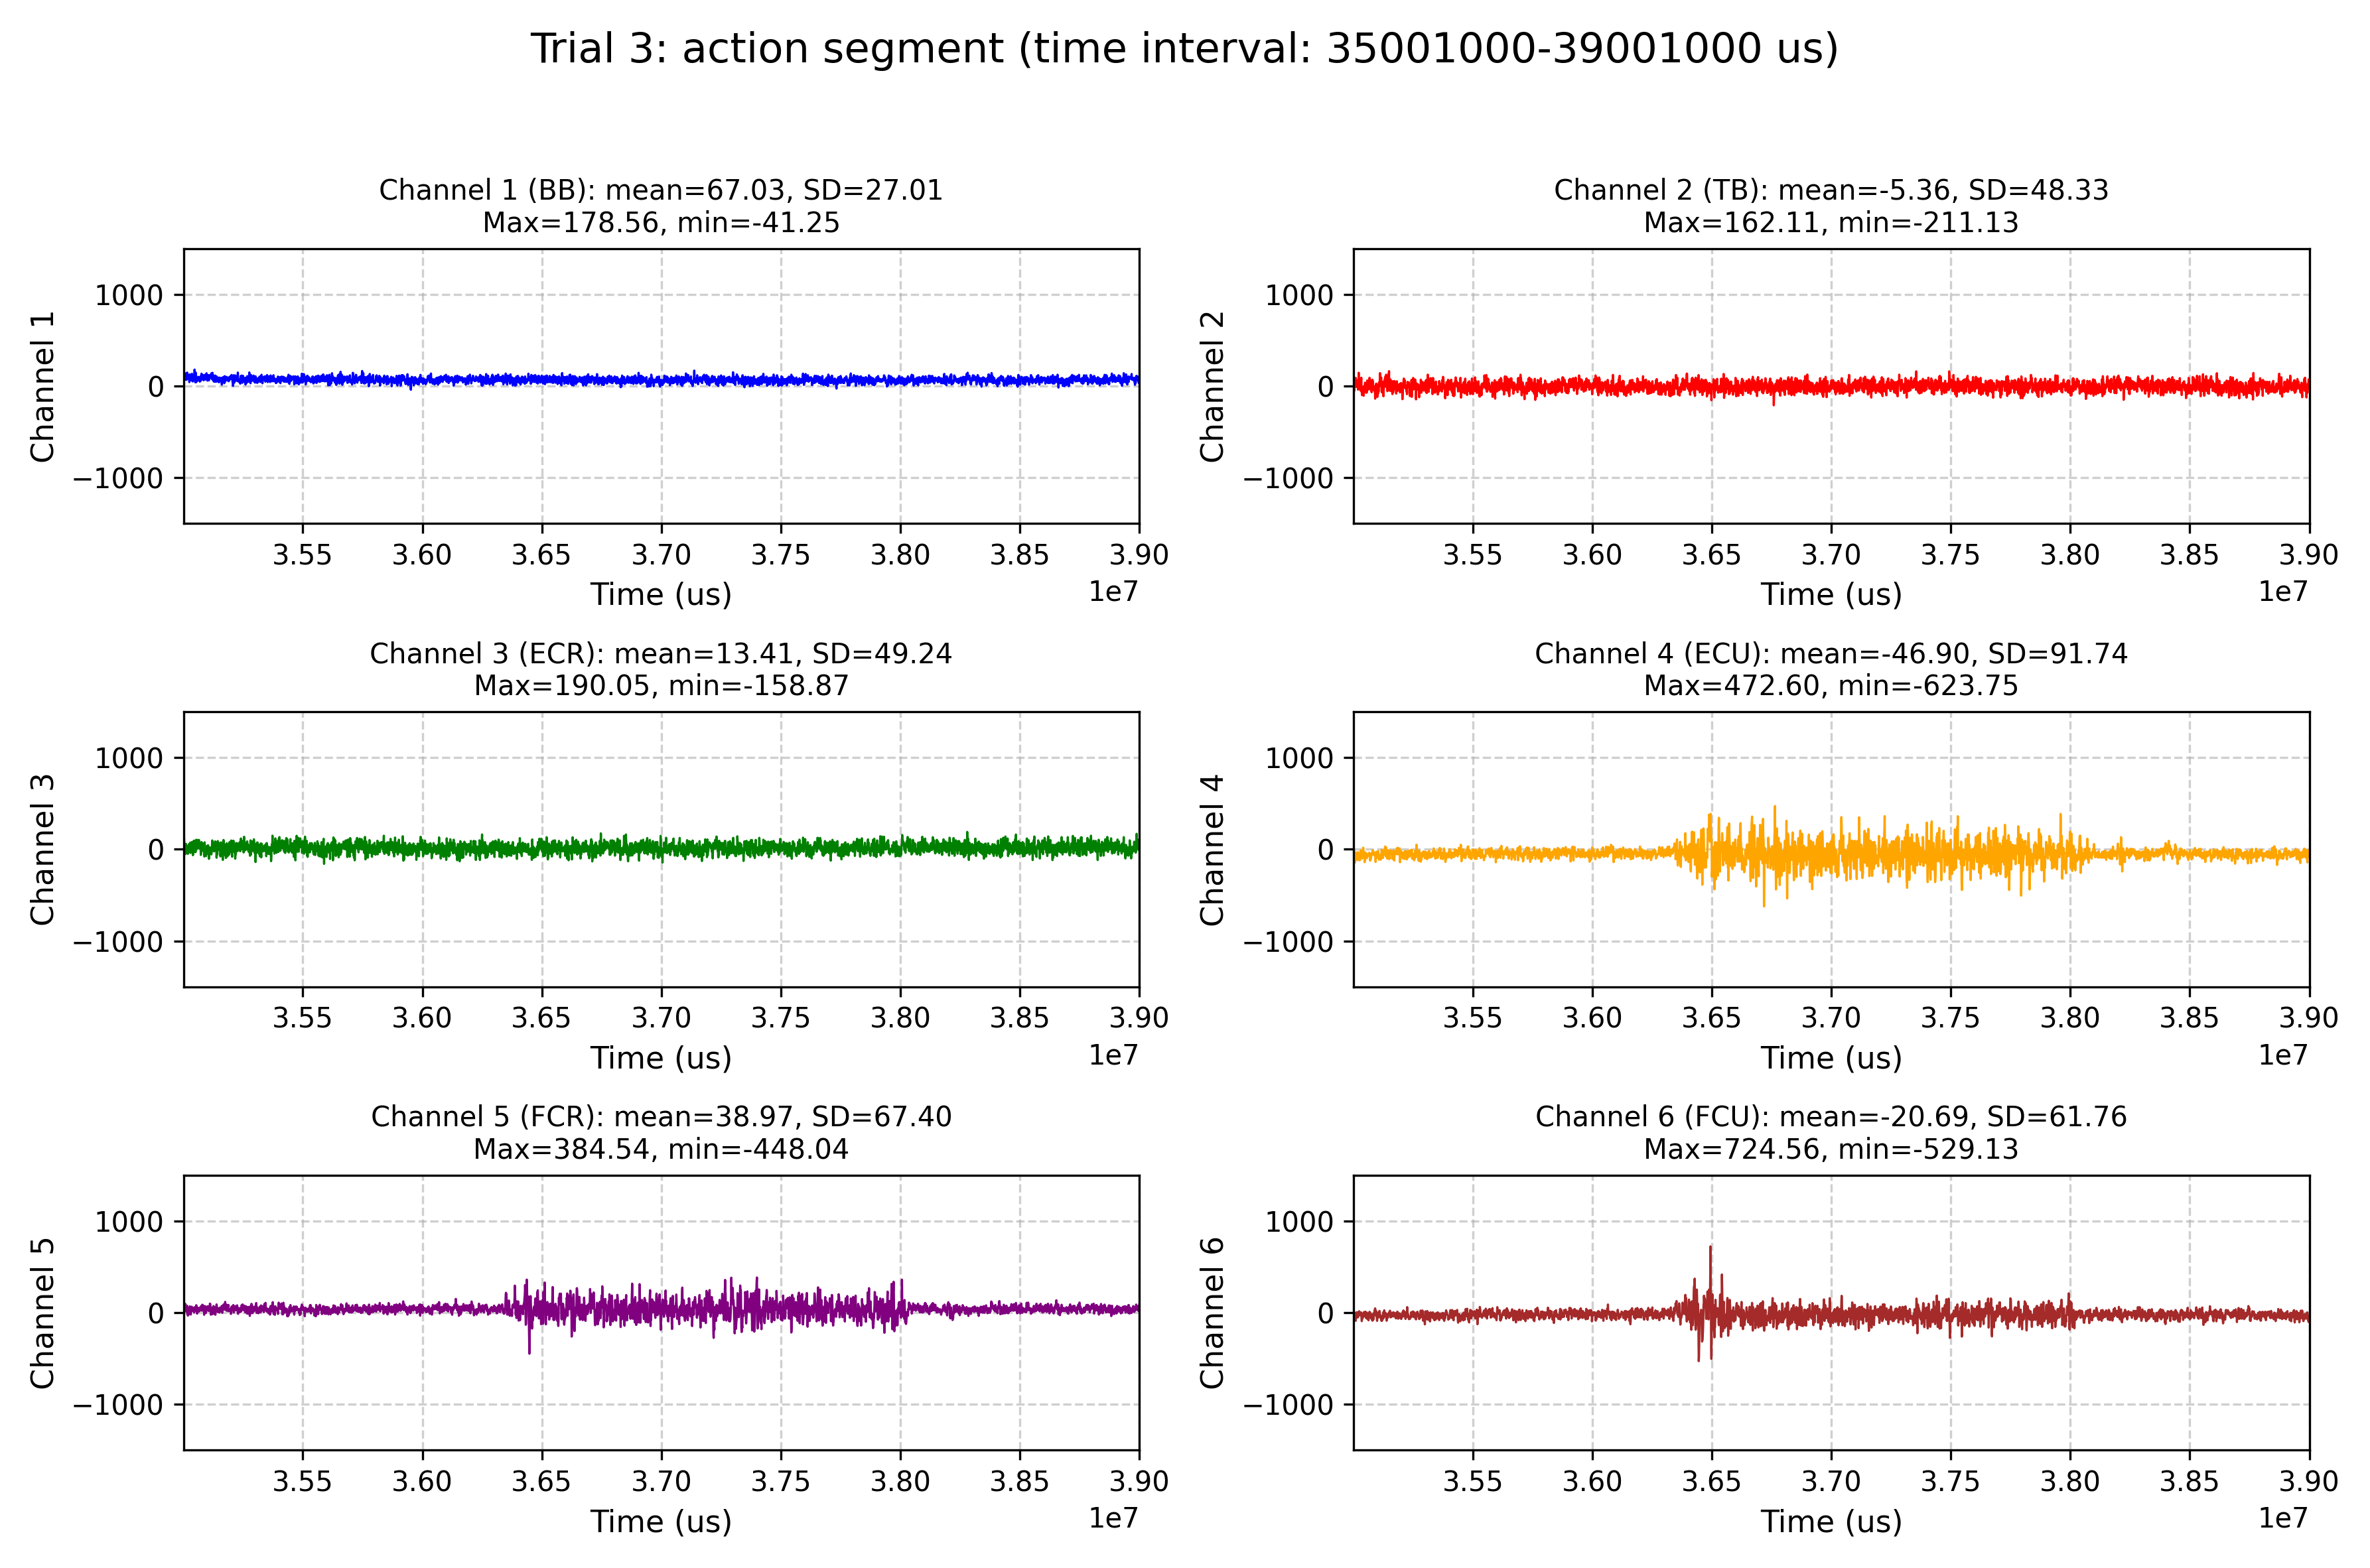 Trial 3: action segment (time interval: 35001000-39001000 us)
Channel 1 (BB): mean=67.03, SD=27.01
Max=178.56, min=-41.25
Channel 1
1000
0
−1000
3.55 3.60 3.65 3.70 3.75 3.80 3.85 3.90
Time (us)
1e7
Channel 2 (TB): mean=-5.36, SD=48.33
Max=162.11, min=-211.13
Channel 2
1000
0
−1000
3.55 3.60 3.65 3.70 3.75 3.80 3.85 3.90
Time (us)
1e7
Channel 3 (ECR): mean=13.41, SD=49.24
Max=190.05, min=-158.87
Channel 3
1000
0
−1000
3.55 3.60 3.65 3.70 3.75 3.80 3.85 3.90
Time (us)
1e7
Channel 4 (ECU): mean=-46.90, SD=91.74
Max=472.60, min=-623.75
Channel 4
1000
0
−1000
3.55 3.60 3.65 3.70 3.75 3.80 3.85 3.90
Time (us)
1e7
Channel 5 (FCR): mean=38.97, SD=67.40
Max=384.54, min=-448.04
Channel 5
1000
0
−1000
3.55 3.60 3.65 3.70 3.75 3.80 3.85 3.90
Time (us)
1e7
Channel 6 (FCU): mean=-20.69, SD=61.76
Max=724.56, min=-529.13
Channel 6
1000
0
−1000
3.55 3.60 3.65 3.70 3.75 3.80 3.85 3.90
Time (us)
1e7